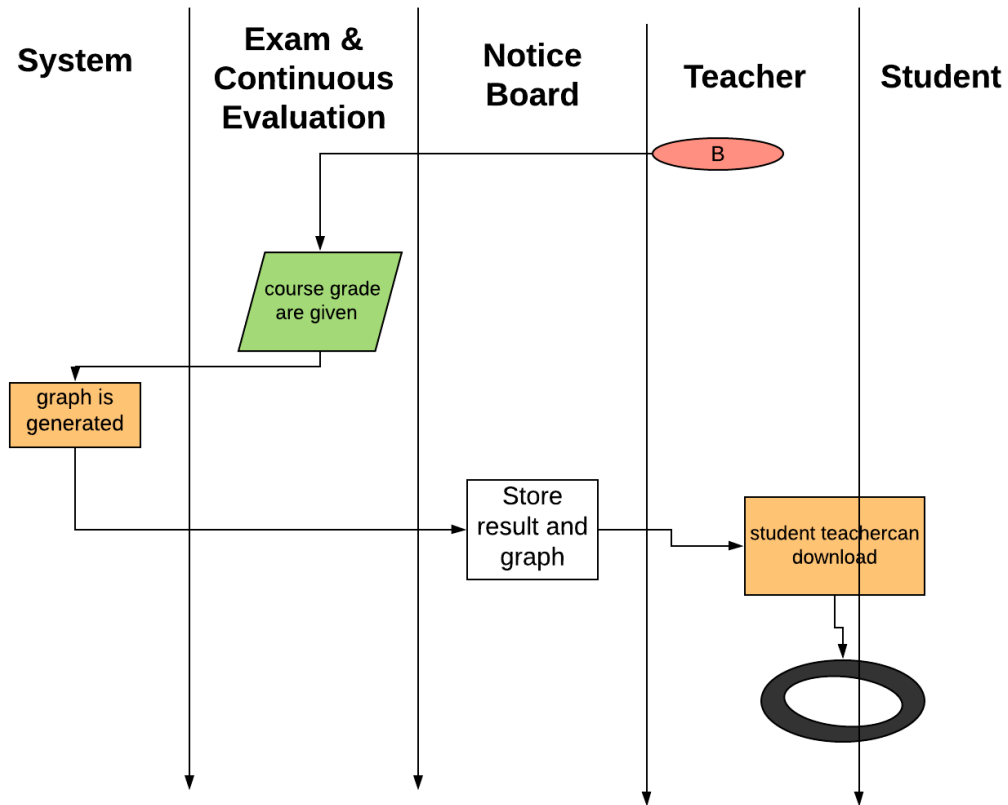 System
Exam &
Continuous
Evaluation
Notice
Board
Teacher
Student
B
course grade
are given
graph is
generated
Store
result and
graph
student teachercan
download